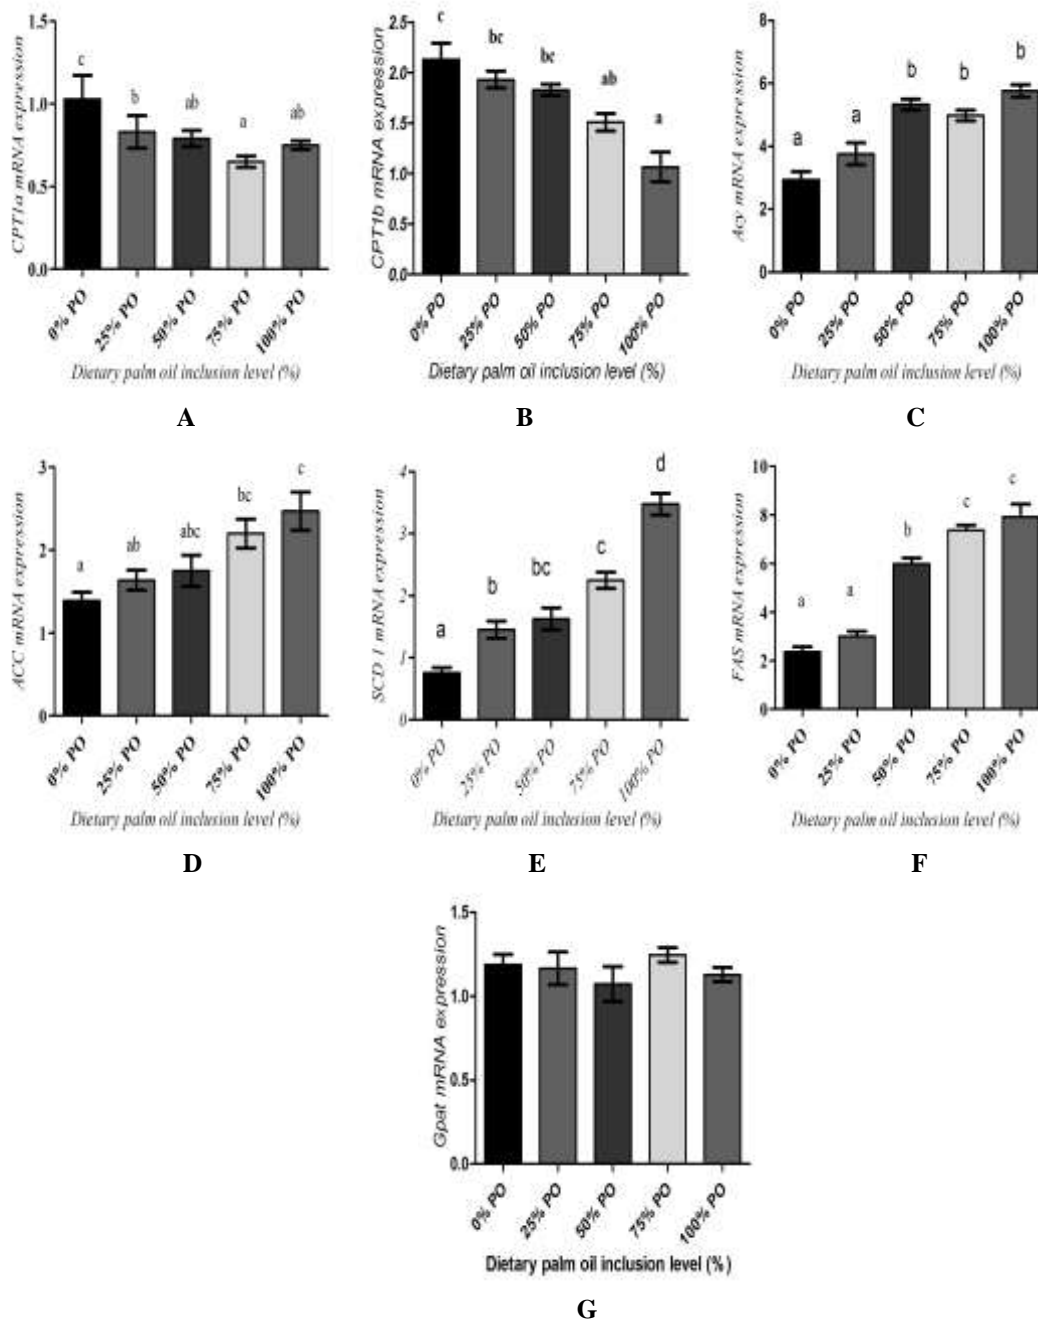 CPT1a mRNA expression
1.5
1.0
0.5
0.0
c
b
ab
a
ab
0% PO
25% PO
50% PO
75% PO
100% PO
Dietary palm oil inclusion level (%)
A
CPT1b mRNA expression
2.5
2.0
1.5
1.0
0.5
0.0
c
bc
bc
ab
a
0% PO
25% PO
50% PO
75% PO
100% PO
Dietary palm oil inclusion level (%)
B
Acy mRNA expression
8
6
4
2
0
a
a
b
b
b
0% PO
25% PO
50% PO
75% PO
100% PO
Dietary palm oil inclusion level (%)
C
ACC mRNA expression
3
2
1
0
a
ab
abc
bc
c
0% PO
25% PO
50% PO
75% PO
100% PO
Dietary palm oil inclusion level (%)
D
SCD 1 mRNA expression
4
3
2
1
0
a
b
bc
c
d
0% PO
25% PO
50% PO
75% PO
100% PO
Dietary palm oil inclusion level (%)
E
FAS mRNA expression
10
8
6
4
2
0
a
a
b
c
c
0% PO
25% PO
50% PO
75% PO
100% PO
Dietary palm oil inclusion level (%)
F
Gpat mRNA expression
1.5
1.0
0.5
0.0
0% PO
25% PO
50% PO
75% PO
100% PO
Dietary palm oil inclusion level (%)
G